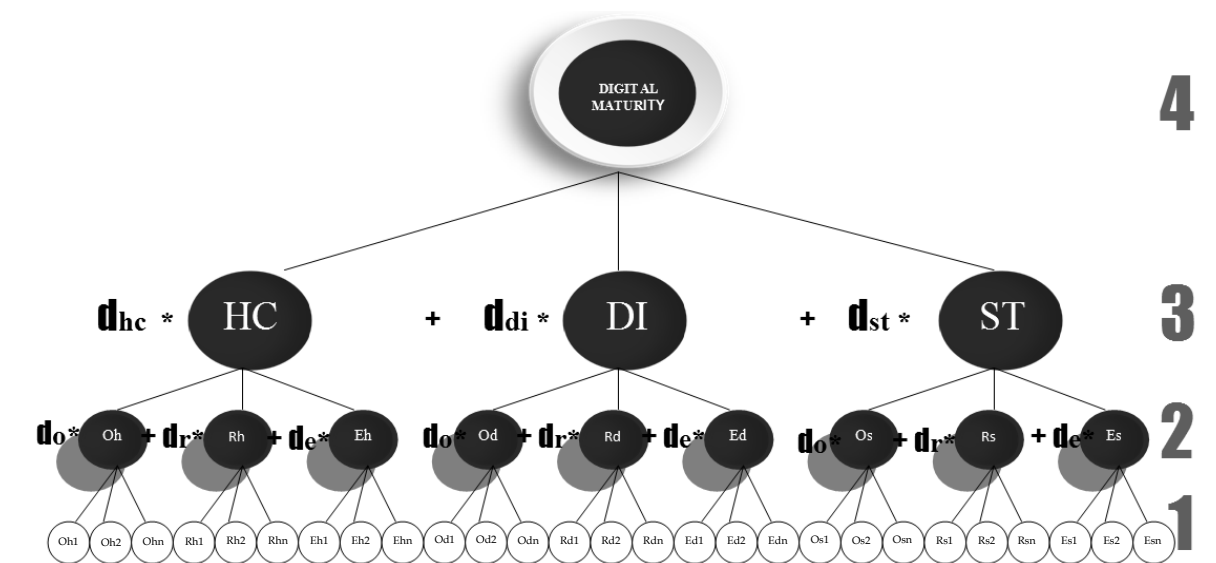 DIGITAL
MATURITY
4
dhc * HC + ddi * DI + dst * ST 3
do* Oh + dr* Rh + de* Eh do* Od + dr* Rd + de* Ed do* Os + dr* Rs + de* Es 2
Oh1 Oh2 Ohn Rh1 Rh2 Rhn Eh1 Eh2 Ehn Od1 Od2 Odn Rd1 Rd2 Rdn Ed1 Ed2 Edn Os1 Os2 Osn Rs1 Rs2 Rsn Es1 Es2 Esn 1